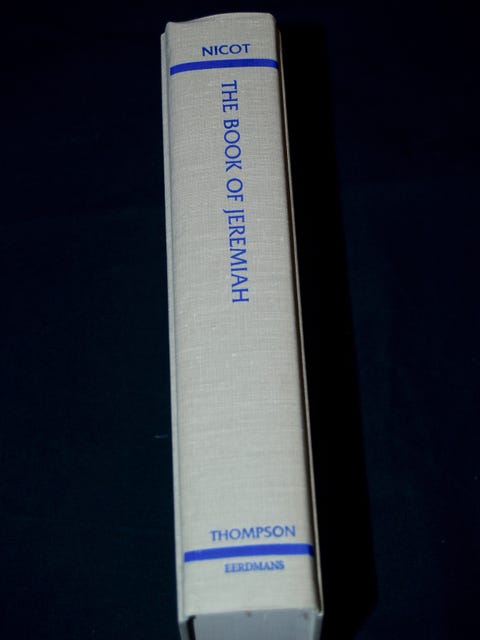 NICOT
THE BOOK OF JEREMIAH
THOMPSON
EERDMANS